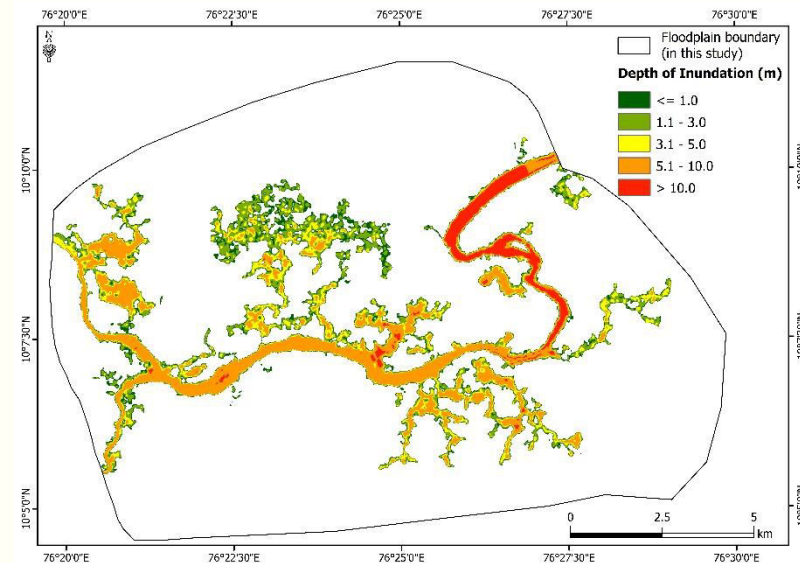 76°20'0"E 76°22'30"E 76°25'0"E 76°27'30"E 76°30'0"E
N
Floodplain boundary
(in this study)
Depth of Inundation (m)
<= 1.0
1.1 - 3.0
3.1 - 5.0
5.1 - 10.0
> 10.0
10°10'0"N
10°7'30"N
10°5'0"N
0 2.5 5
km
76°20'0"E 76°22'30"E 76°25'0"E 76°27'30"E 76°30'0"E